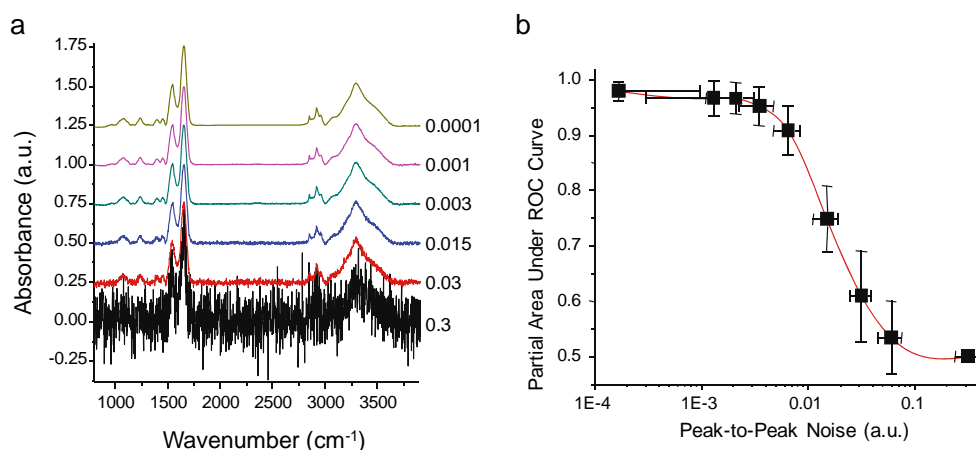 a
1.75
1.50
1.25
1.00
0.75
0.50
0.25
0.00
-0.25
Absorbance (a.u.)
1000 1500 2000 2500 3000 3500
Wavenumber (cm-1)
0.0001
0.001
0.003
0.015
0.03
0.3
b
1.0
0.9
0.8
0.7
0.6
0.5
Partial Area Under ROC Curve
1E-4 1E-3 0.01 0.1
Peak-to-Peak Noise (a.u.)